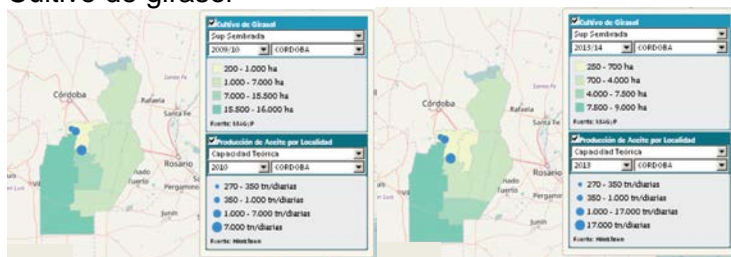 Cultivo de girasol
Cultivo de Girasol
Sup Sembrada
2009/10 CORDOBA
200 - 1.000 ha
1.000 - 7.000 ha
7.000 - 15.500 ha
15.500 - 16.000 ha
Fuente:
Producción de Aceite por Localidad
Capacidad Teórica
2010 CORDOBA
270 - 350 tn/diarias
350 - 1.000 tn/diarias
1.000 - 7.000 tn/diarias
7.000 tn/diarias
Fuente:
Córdoba
Rafaela
Santa Fe
Rosario
Pergamino
Junín
Cultivo de Girasol
Sup Sembrada
2013/14 CORDOBA
250 - 700 ha
700 - 4.000 ha
4.000 - 7.500 ha
7.500 - 9.000 ha
Fuente:
Producción de Aceite por Localidad
Capacidad Teórica
2013 CORDOBA
270 - 350 tn/diarias
350 - 1.000 tn/diarias
1.000 - 17.000 tn/diarias
17.000 tn/diarias
Fuente:
Córdoba
Rafaela
Santa Fe
Rosario
Pergamino
Junín